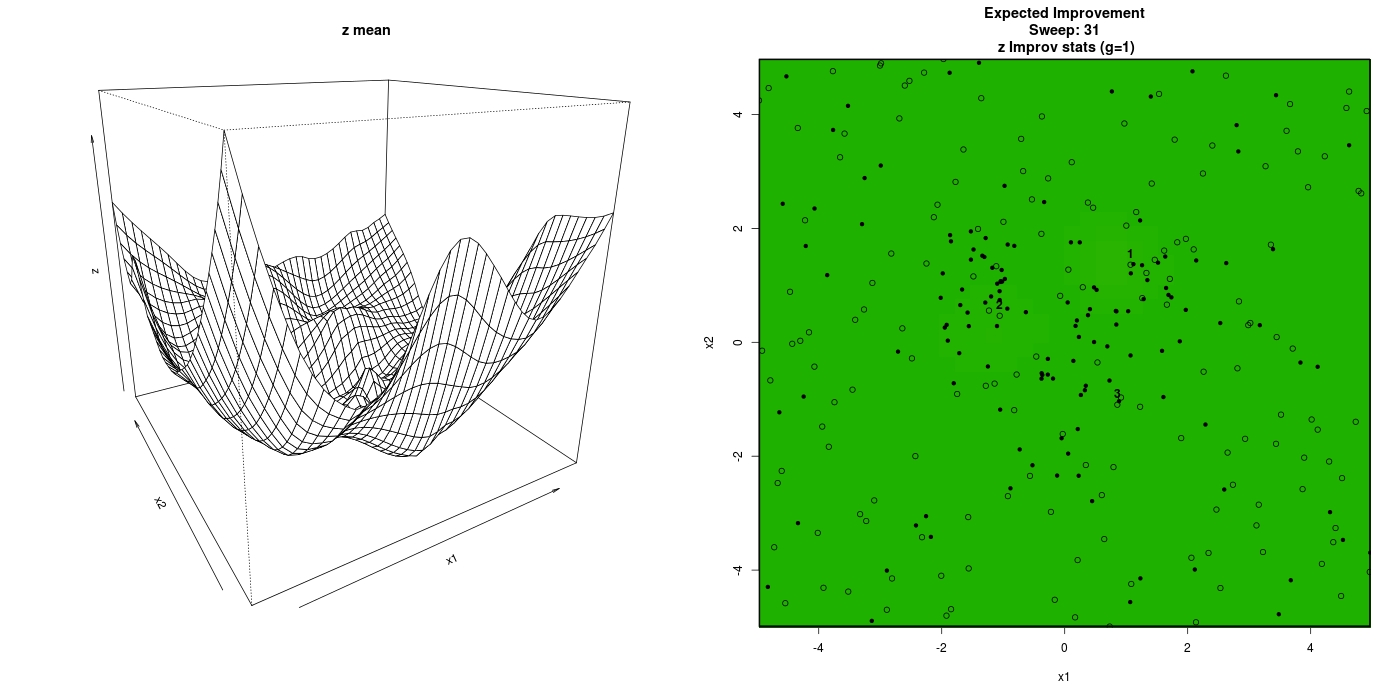 z mean
z
x2
x1
Expected Improvement
Sweep: 31
z Improv stats (g=1)
4
2
0
-2
-4
x2
1
2
3
-4
-2
0
2
4
x1